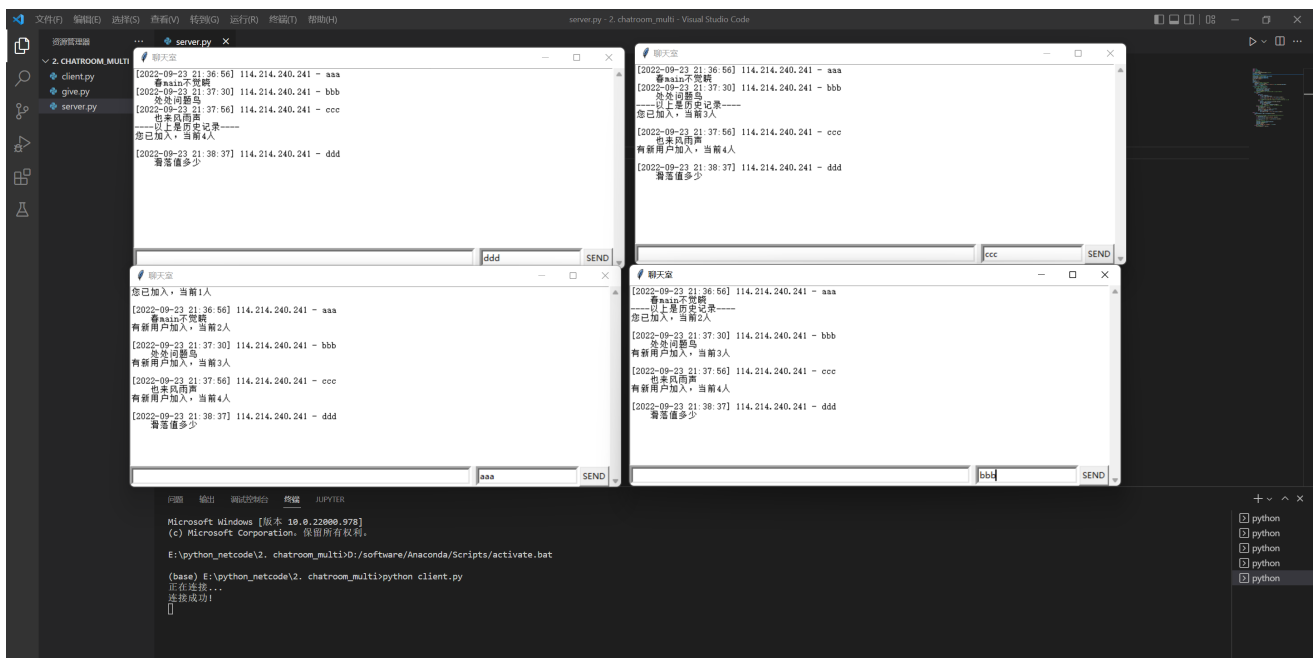 文件(F) 编辑(E) 选择(S) 查看(V) 转到(G) 运行(R) 终端(T) 帮助(H)
server.py - 2. chatroom_multi - Visual Studio Code
资源管理器
server.py
2. CHATROOM_MULTI
client.py
give.py
server.py
聊天室
[2022-09-23 21:36:56] 114.214.240.241 - aaa
春main不觉晓
[2022-09-23 21:37:30] 114.214.240.241 - bbb
处处问题鸟
[2022-09-23 21:37:56] 114.214.240.241 - ccc
也来风雨声
----以上是历史记录----
您已加入，当前4人
[2022-09-23 21:38:37] 114.214.240.241 - ddd
滑落值多少
ddd SEND
聊天室
[2022-09-23 21:36:56] 114.214.240.241 - aaa
春main不觉晓
[2022-09-23 21:37:30] 114.214.240.241 - bbb
处处问题鸟
----以上是历史记录----
您已加入，当前3人
[2022-09-23 21:37:56] 114.214.240.241 - ccc
也来风雨声
有新用户加入，当前4人
[2022-09-23 21:38:37] 114.214.240.241 - ddd
滑落值多少
ccc SEND
聊天室
您已加入，当前1人
[2022-09-23 21:36:56] 114.214.240.241 - aaa
春main不觉晓
有新用户加入，当前2人
[2022-09-23 21:37:30] 114.214.240.241 - bbb
处处问题鸟
有新用户加入，当前3人
[2022-09-23 21:37:56] 114.214.240.241 - ccc
也来风雨声
有新用户加入，当前4人
[2022-09-23 21:38:37] 114.214.240.241 - ddd
滑落值多少
aaa SEND
聊天室
[2022-09-23 21:36:56] 114.214.240.241 - aaa
春main不觉晓
----以上是历史记录----
您已加入，当前2人
[2022-09-23 21:37:30] 114.214.240.241 - bbb
处处问题鸟
有新用户加入，当前3人
[2022-09-23 21:37:56] 114.214.240.241 - ccc
也来风雨声
有新用户加入，当前4人
[2022-09-23 21:38:37] 114.214.240.241 - ddd
滑落值多少
bbb SEND
问题 输出 调试控制台 终端 JUPYTER
Microsoft Windows [版本 10.0.22000.978]
(c) Microsoft Corporation。保留所有权利。
E:\python_netcode\2. chatroom_multi>D:/software/Anaconda/Scripts/activate.bat
(base) E:\python_netcode\2. chatroom_multi>python client.py
正在连接...
连接成功!
python
python
python
python
python